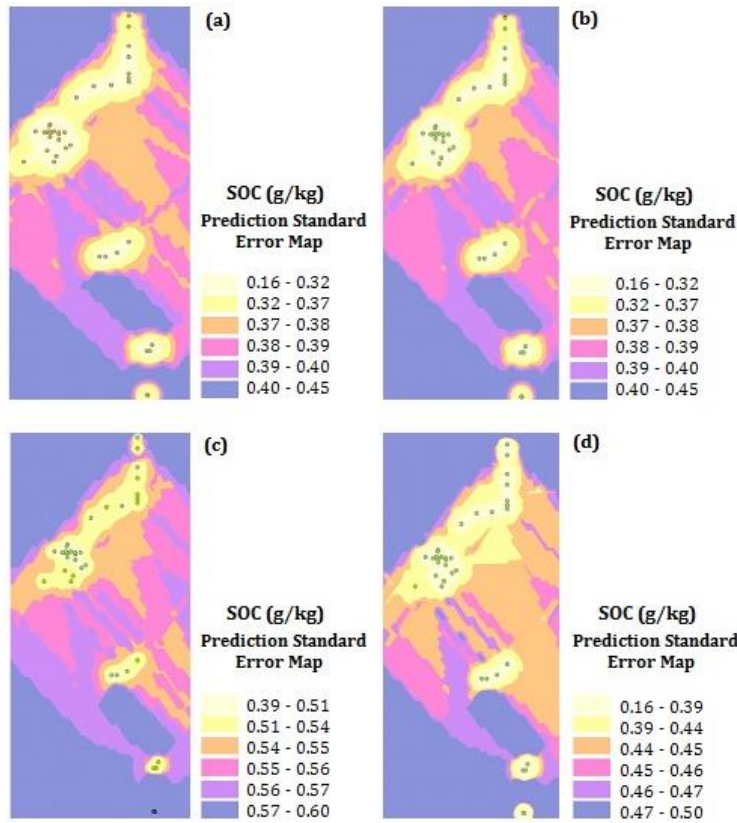 (a)
SOC (g/kg)
Prediction Standard
Error Map
0.16 - 0.32
0.32 - 0.37
0.37 - 0.38
0.38 - 0.39
0.39 - 0.40
0.40 - 0.45
(b)
SOC (g/kg)
Prediction Standard
Error Map
0.16 - 0.32
0.32 - 0.37
0.37 - 0.38
0.38 - 0.39
0.39 - 0.40
0.40 - 0.45
(c)
SOC (g/kg)
Prediction Standard
Error Map
0.39 - 0.51
0.51 - 0.54
0.54 - 0.55
0.55 - 0.56
0.56 - 0.57
0.57 - 0.60
(d)
SOC (g/kg)
Prediction Standard
Error Map
0.16 - 0.39
0.39 - 0.44
0.44 - 0.45
0.45 - 0.46
0.46 - 0.47
0.47 - 0.50